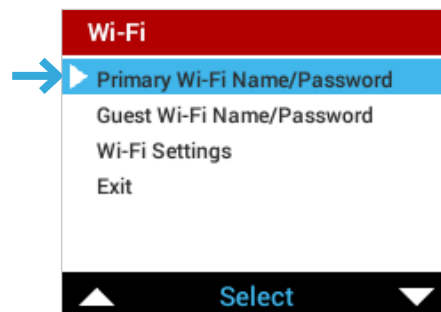 Wi-Fi
Primary Wi-Fi Name/Password
Guest Wi-Fi Name/Password
Wi-Fi Settings
Exit
Select